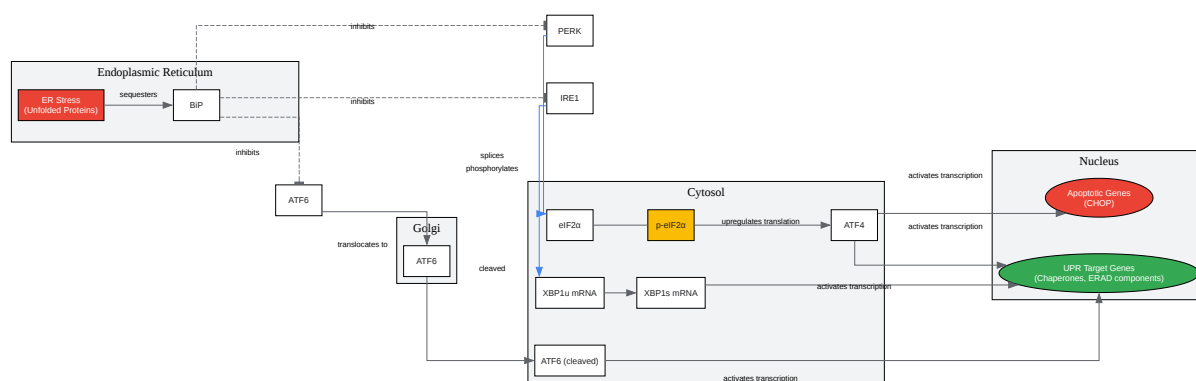 inhibits
PERK
Endoplasmic Reticulum
ER Stress
(Unfolded Proteins)
sequesters
BiP
inhibits
IRE1
inhibits
splices
phosphorylates
ATF6
translocates to
Golgi
ATF6
cleaved
Cytosol
eIF2α
p-eIF2α
upregulates translation
ATF4
XBP1u mRNA
XBP1s mRNA
activates transcription
ATF6 (cleaved)
activates transcription
activates transcription
activates transcription
Nucleus
Apoptotic Genes
(CHOP)
UPR Target Genes
(Chaperones, ERAD components)